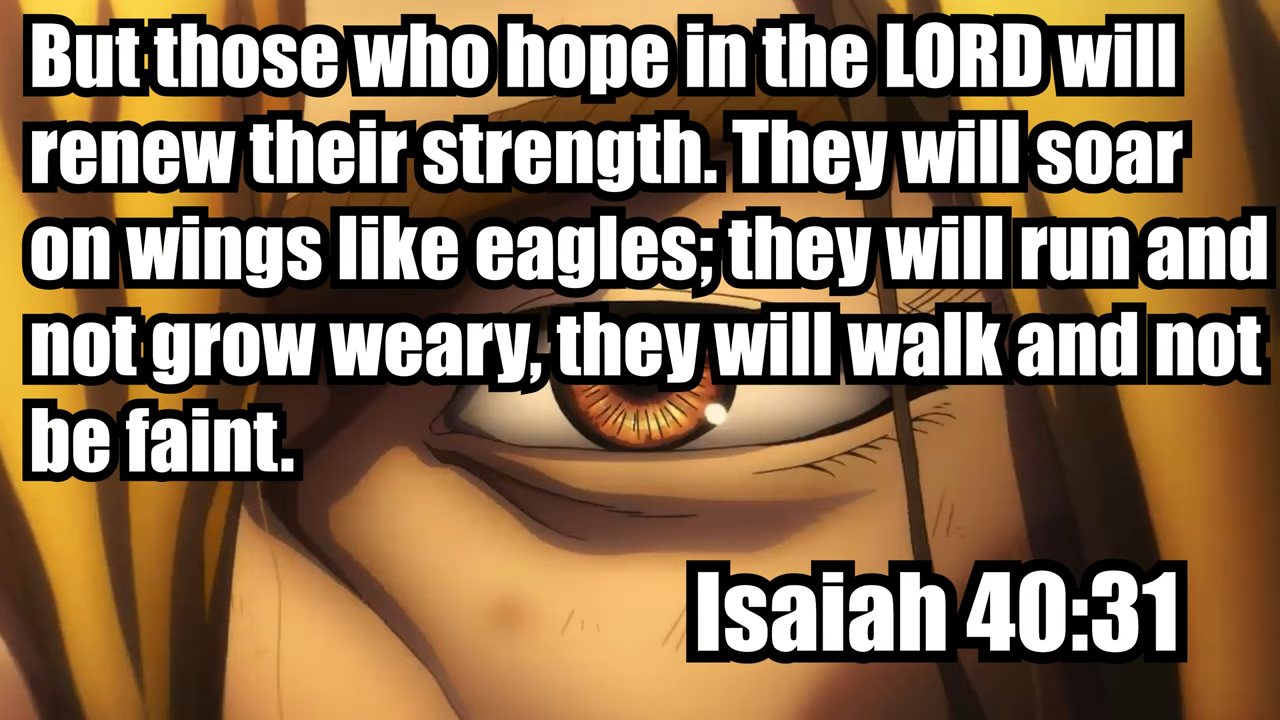 But those who hope in the LORD will
renew their strength. They will soar
on wings like eagles; they will run and
not grow weary, they will walk and not
be faint.
Isaiah 40:31